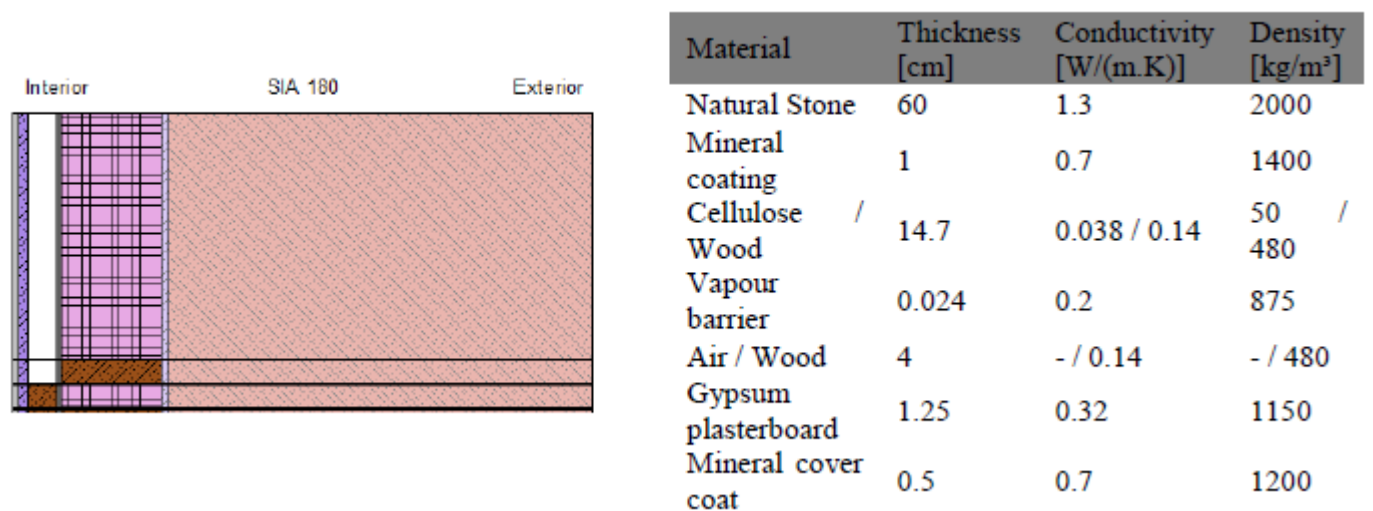 Interior SIA 180 Exterior
Material Thickness [cm] Conductivity [W/(m.K)] Density [kg/m³]
Natural Stone 60 1.3 2000
Mineral coating 1 0.7 1400
Cellulose / Wood 14.7 0.038 / 0.14 50 / 480
Vapour barrier 0.024 0.2 875
Air / Wood 4 - / 0.14 - / 480
Gypsum plasterboard 1.25 0.32 1150
Mineral cover coat 0.5 0.7 1200